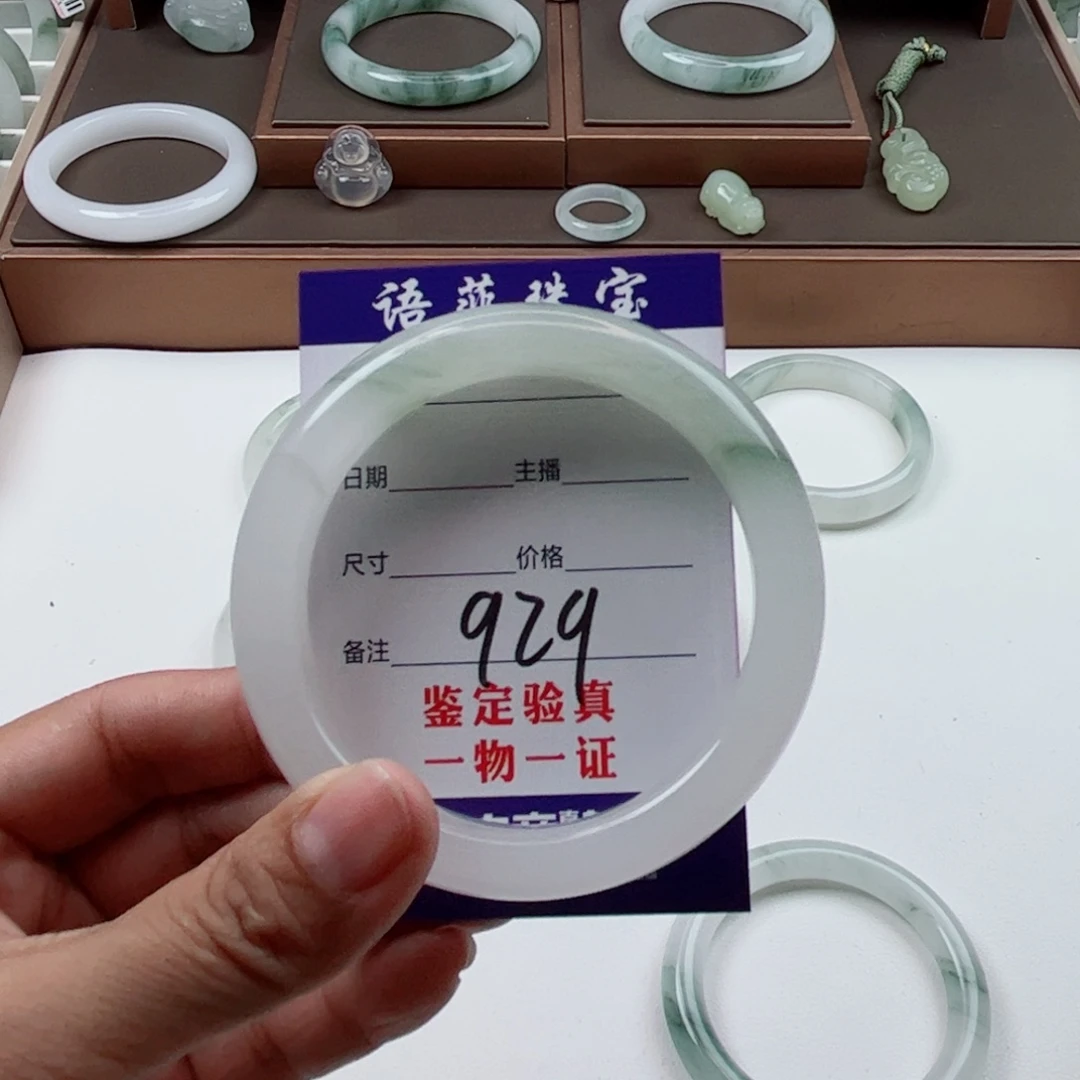 语莎珠宝
日期 主播
尺寸 价格
929
备注
鉴定验真
一物一证